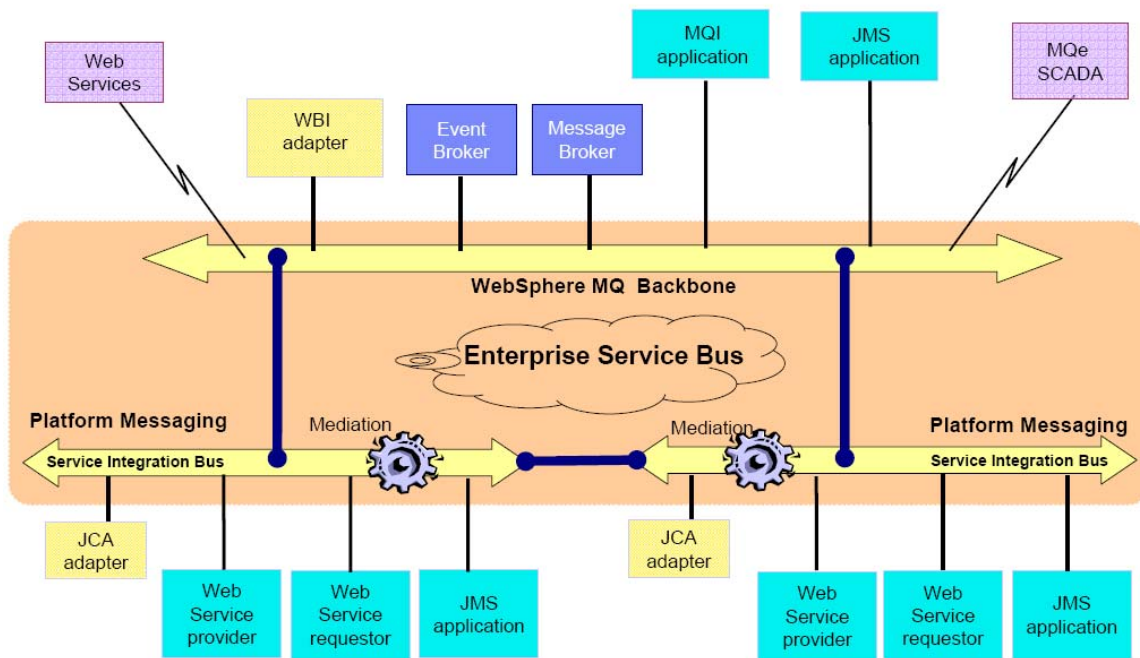 Web
Services
WBI
adapter
Event
Broker
Message
Broker
MQI
application
JMS
application
MQe
SCADA
WebSphere MQ Backbone
Enterprise Service Bus
Platform Messaging
Mediation
Service Integration Bus
Mediation
Platform Messaging
Service Integration Bus
JCA
adapter
Web
Service
provider
Web
Service
requestor
JMS
application
JCA
adapter
Web
Service
provider
Web
Service
requestor
JMS
application